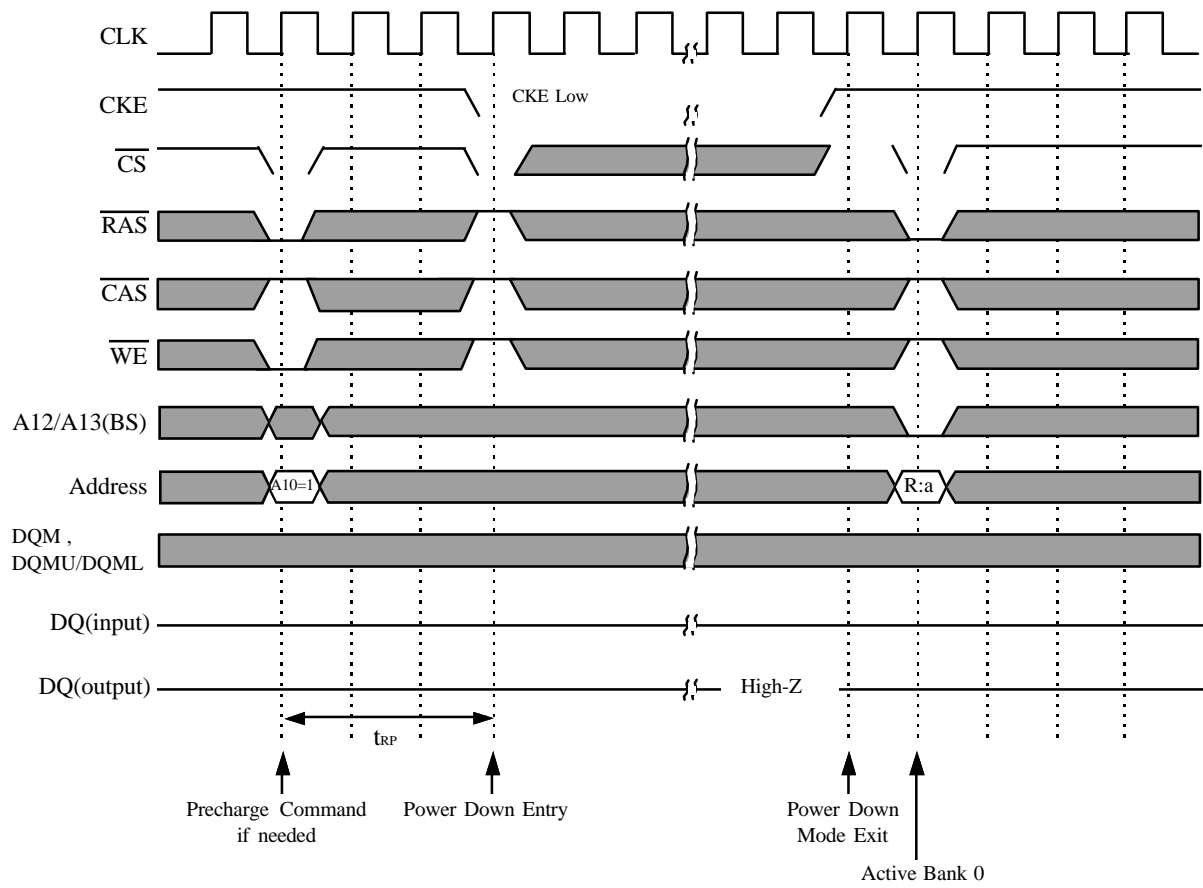 CLK
CKE
CKE Low
CS
RAS
CAS
WE
A12/A13(BS)
Address
A10=1
R:a
DQM ,
DQMU/DQML
DQ(input)
DQ(output)
High-Z
tRP
Precharge Command
if needed
Power Down Entry
Power Down
Mode Exit
Active Bank 0